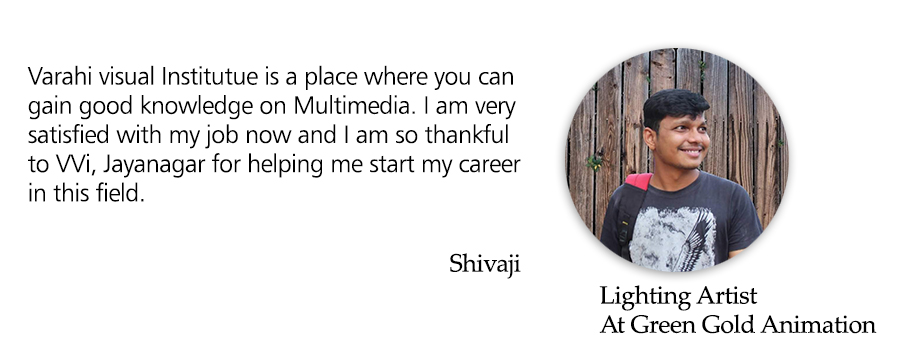 Varahi visual Institutue is a place where you can
gain good knowledge on Multimedia. I am very
satisfied with my job now and I am so thankful
to VVi, Jayanagar for helping me start my career
in this field.
Shivaji
Lighting Artist
At Green Gold Animation